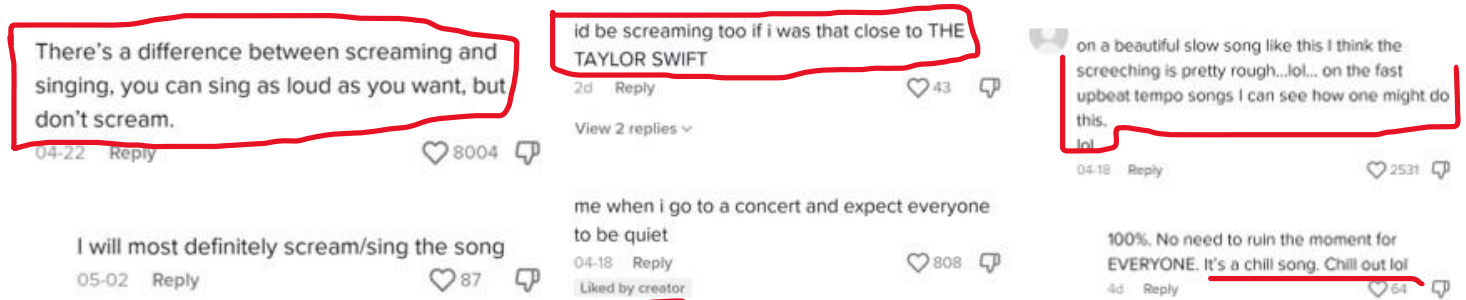 There's a difference between screaming and
singing, you can sing as loud as you want, but
don't scream.
04-22 Reply 8004
I will most definitely scream/sing the song
05-02 Reply 87
id be screaming too if i was that close to THE
TAYLOR SWIFT
2d Reply 43
View 2 replies
me when i go to a concert and expect everyone
to be quiet
04-18 Reply 808
Liked by creator
on a beautiful slow song like this I think the
screeching is pretty rough...lol... on the fast
upbeat tempo songs I can see how one might do
this.
lol
04-18 Reply 2531
100%. No need to ruin the moment for
EVERYONE. It's a chill song. Chill out lol
4d Reply 64